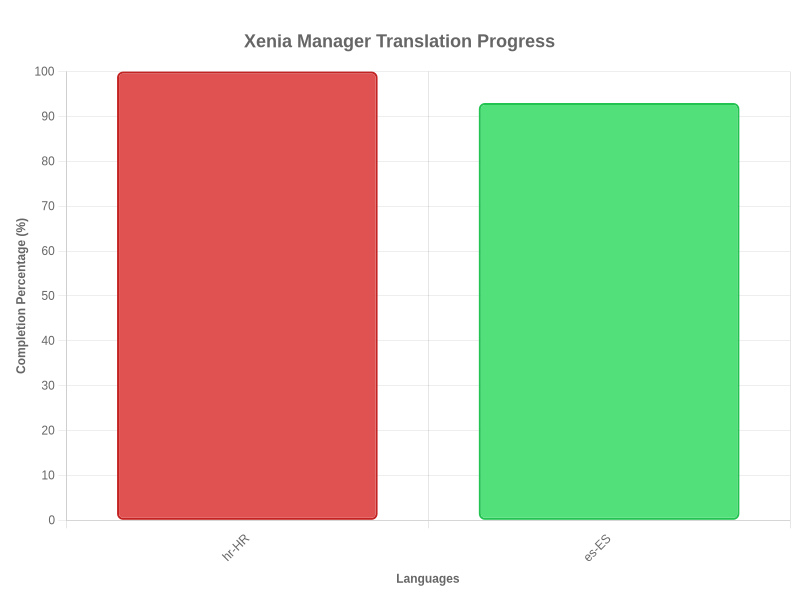 Xenia Manager Translation Progress
Completion Percentage (%)
100
90
80
70
60
50
40
30
20
10
0
hr-HR
es-ES
Languages